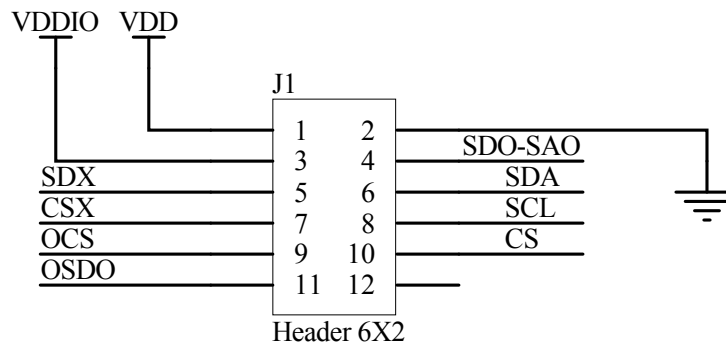 VDDIO VDD
J1
1 2
SDO-SAO
3 4
SDX SDA
5 6
CSX SCL
7 8
OCS CS
9 10
OSDO
11 12
Header 6X2